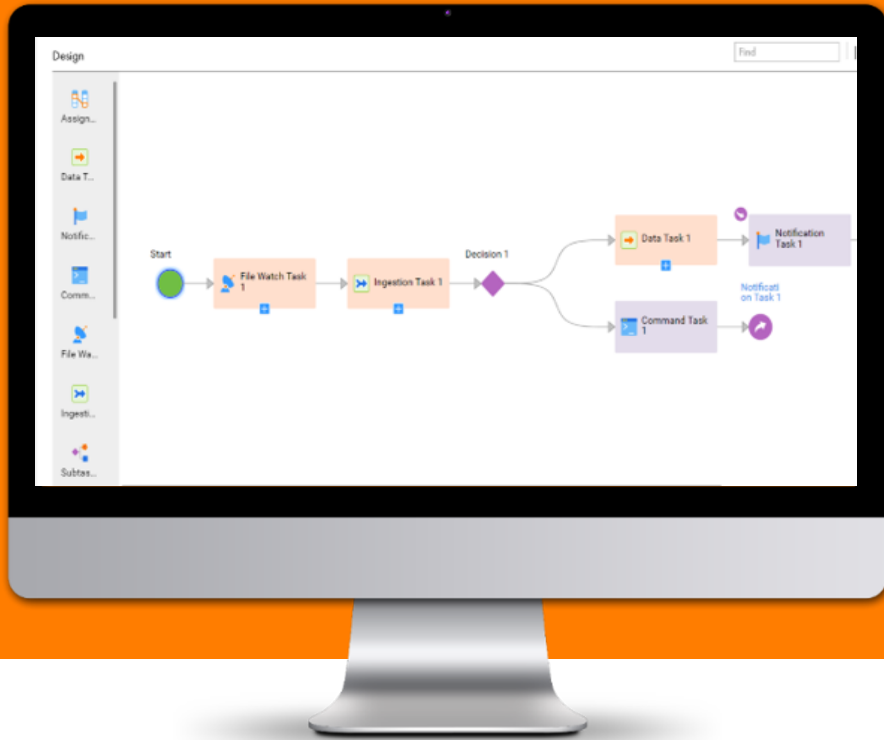 Design
Find
Assign...
Data T...
Notific...
Comm...
File Wa...
Ingesti...
Subtas...
Start
File Watch Task
1
Ingestion Task 1
Decision 1
Data Task 1
Notification
Task 1
Command Task
1
Notificati
on Task 1